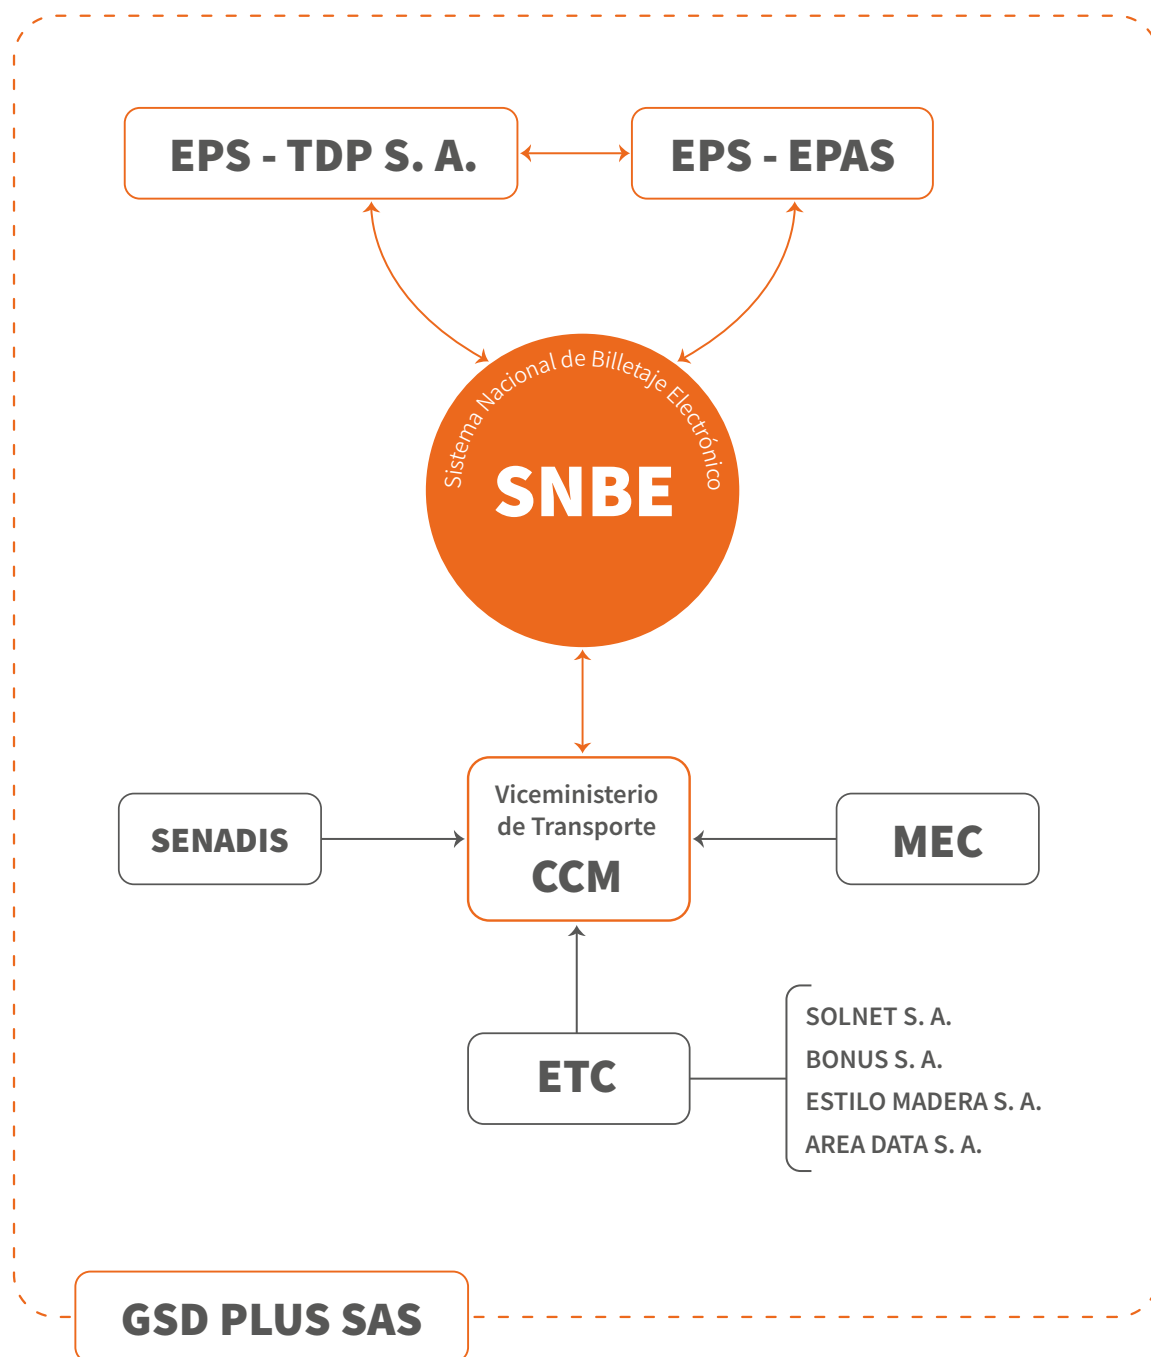 EPS - TDP S. A.
EPS - EPAS
Sistema Nacional de Billetaje Electrónico
SNBE
Viceministerio
de Transporte
CCM
SENADIS
MEC
ETC
SOLNET S. A.
BONUS S. A.
ESTILO MADERA S. A.
AREA DATA S. A.
GSD PLUS SAS